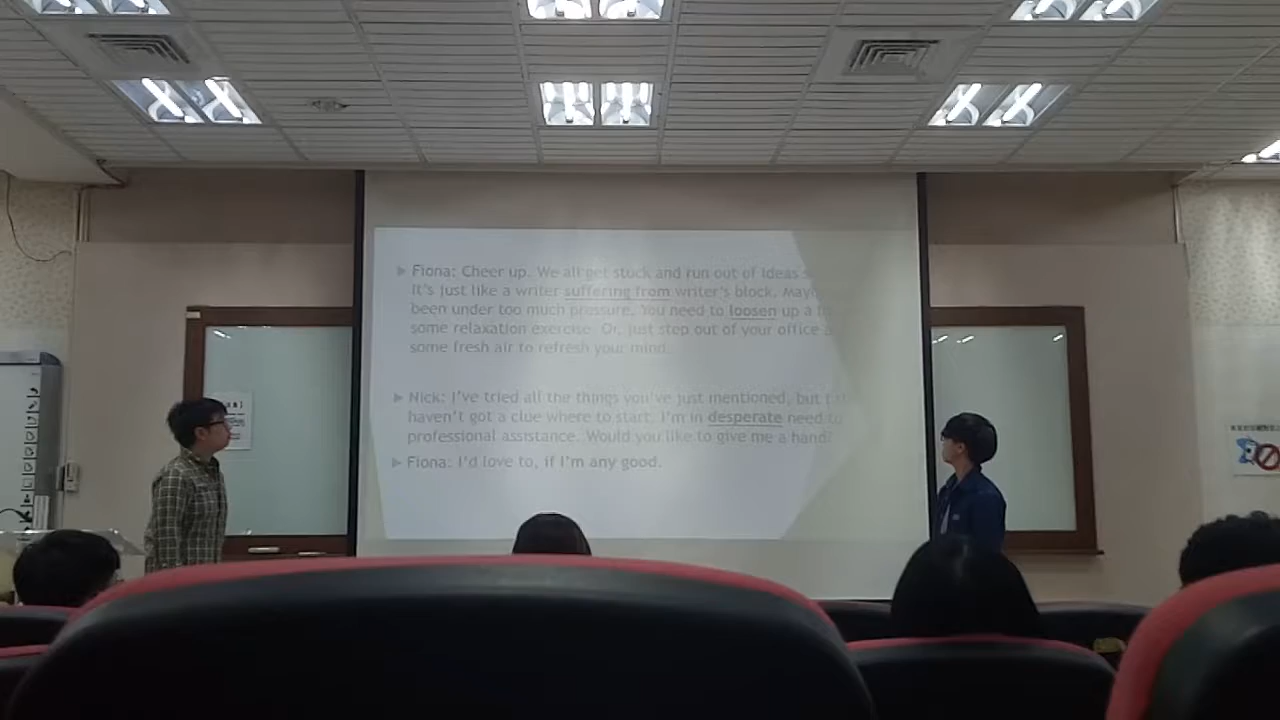 Fiona: Cheer up. We all get stuck and run out of ideas
It's just like a writer suffering from writer's block.
been under too much pressure. You need to loosen up a
some relaxation exercise. Or, just step out of your office
some fresh air to refresh your mind.
Nick: I've tried all the things you've just mentioned, but
haven't got a clue where to start. I'm in desperate need
professional assistance. Would you like to give me a hand?
Fiona: I'd love to, if I'm any good.